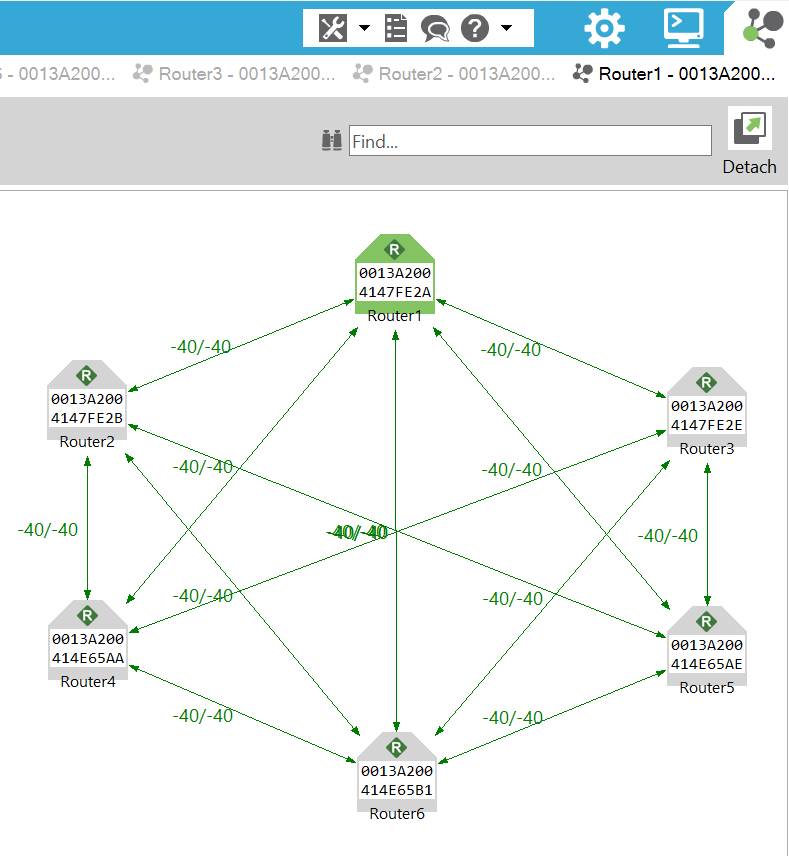 5 - 0013A200... Router3 - 0013A200... Router2 - 0013A200... Router1 - 0013A200...
Find...
Detach
R
0013A200
4147FE2A
Router1
-40/-40 -40/-40
R
0013A200
4147FE2B
Router2
R
0013A200
4147FE2E
Router3
-40/-40 -40/-40
-40/-40 -40/-40 -40/-40
-40/-40 -40/-40
R
0013A200
414E65AA
Router4
R
0013A200
414E65AE
Router5
-40/-40 -40/-40
R
0013A200
414E65B1
Router6